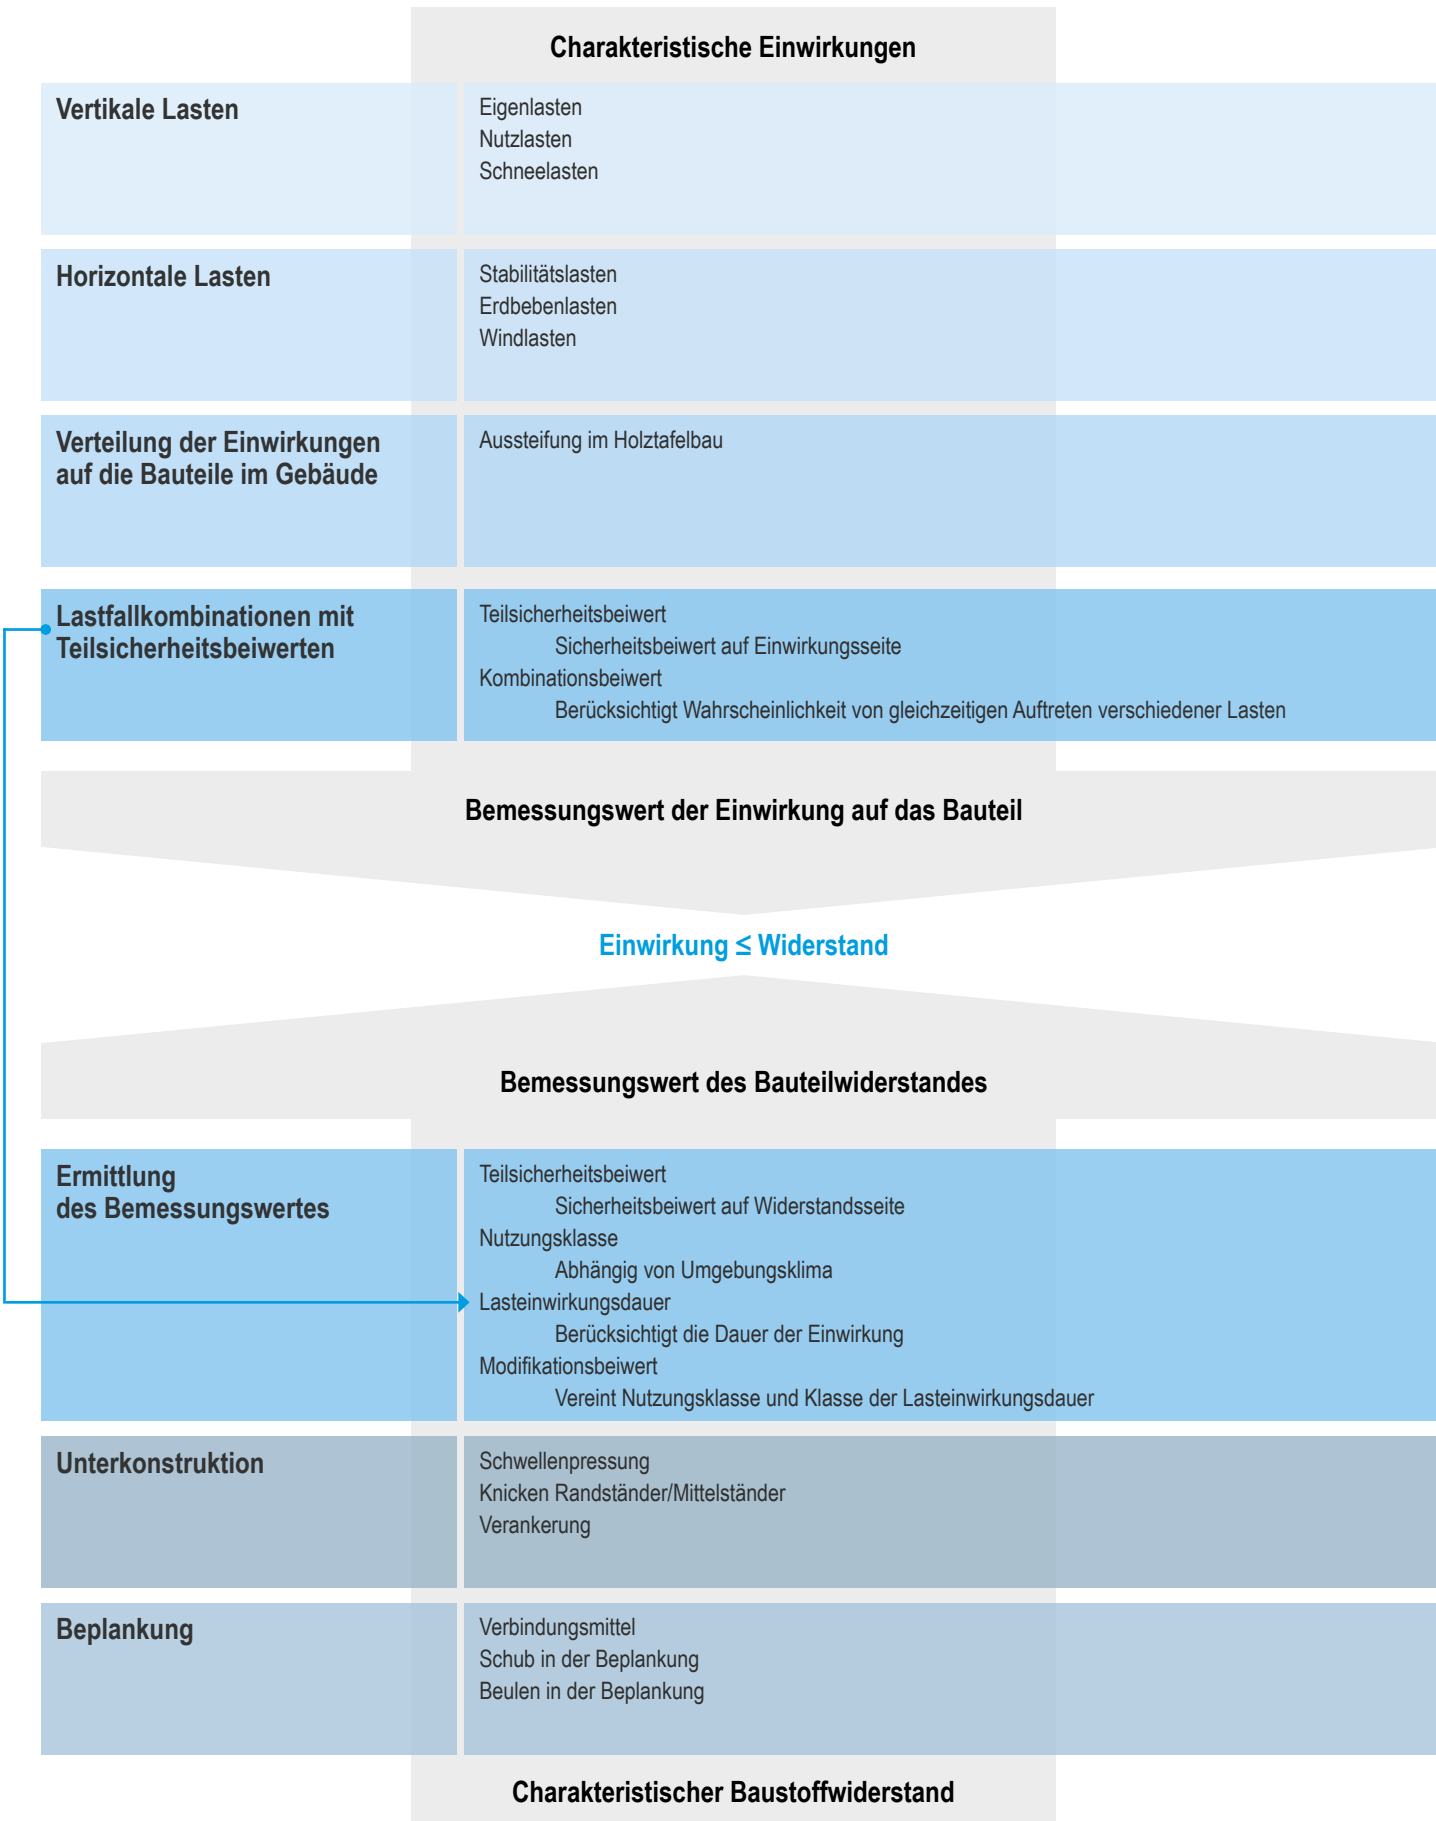 Charakteristische Einwirkungen
Vertikale Lasten
Eigenlasten
Nutzlasten
Schneelasten
Horizontale Lasten
Stabilitätslasten
Erdbebenlasten
Windlasten
Verteilung der Einwirkungen
auf die Bauteile im Gebäude
Aussteifung im Holztafelbau
Lastfallkombinationen mit
Teilsicherheitsbeiwerten
Teilsicherheitsbeiwert
Sicherheitsbeiwert auf Einwirkungsseite
Kombinationsbeiwert
Berücksichtigt Wahrscheinlichkeit von gleichzeitigen Auftreten verschiedener Lasten
Bemessungswert der Einwirkung auf das Bauteil
Einwirkung ≤ Widerstand
Bemessungswert des Bauteilwiderstandes
Ermittlung
des Bemessungswertes
Teilsicherheitsbeiwert
Sicherheitsbeiwert auf Widerstandsseite
Nutzungsklasse
Abhängig von Umgebungsklima
Lasteinwirkungsdauer
Berücksichtigt die Dauer der Einwirkung
Modifikationsbeiwert
Vereint Nutzungsklasse und Klasse der Lasteinwirkungsdauer
Unterkonstruktion
Schwellenpressung
Knicken Randständer/Mittelständer
Verankerung
Beplankung
Verbindungsmittel
Schub in der Beplankung
Beulen in der Beplankung
Charakteristischer Baustoffwiderstand